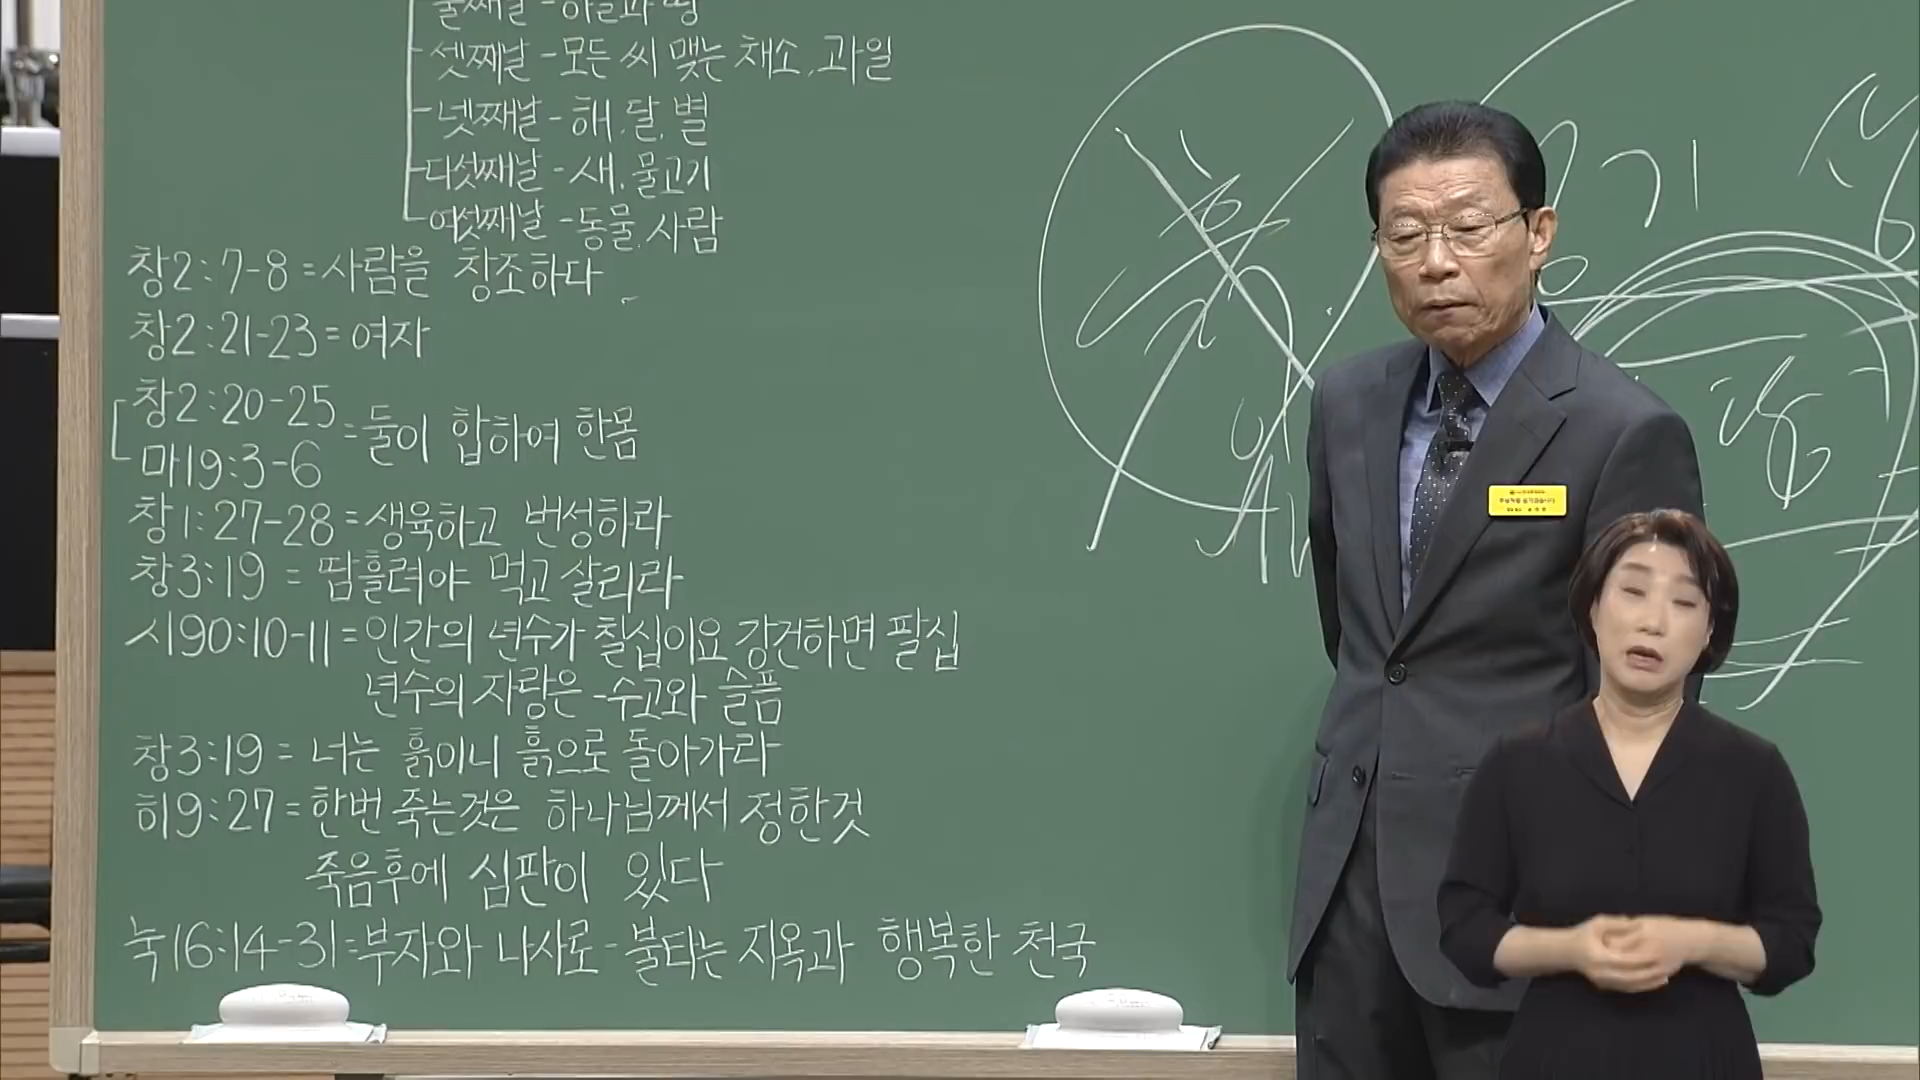 둘째날 - 하늘과 땅
셋째날 - 모든 씨 맺는 채소, 과일
넷째날 - 해, 달, 별
다섯째날 - 새, 물고기
여섯째날 - 동물, 사람
창2:7-8 = 사람을 창조하다
창2:21-23 = 여자
창2:20-25
마19:3-6 = 둘이 합하여 한몸
창1:27-28 = 생육하고 번성하라
창3:19 = 땀흘려야 먹고 살리라
시90:10-11 = 인간의 년수가 칠십이요 강건하면 팔십
년수의 자랑은 - 수고와 슬픔
창3:19 = 너는 흙이니 흙으로 돌아가라
히9:27 = 한번 죽는것은 하나님께서 정한것
죽음후에 심판이 있다
눅16:14-31 = 부자와 나사로 - 불타는 지옥과 행복한 천국